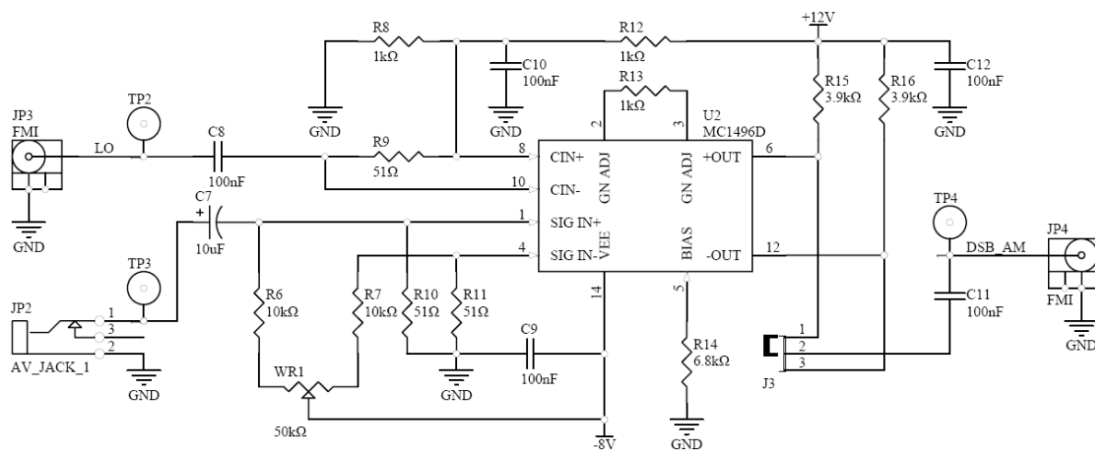 +12V
R8
1kΩ
C10
100nF
R12
1kΩ
R15
3.9kΩ
R16
3.9kΩ
C12
100nF
R13
1kΩ
GND
GND
GND
JP3
FMI
TP2
LO
C8
100nF
R9
51Ω
2
3
U2
MC1496D
8
CIN+
GN ADJ
GN ADJ
+OUT
6
10
CIN-
GND
C7
+
10uF
1
SIG IN+
4
SIG IN-
VEE
BIAS
-OUT
12
TP4
DSB_AM
JP4
FMI
TP3
JP2
1
3
2
AV_JACK_1
GND
R6
10kΩ
R7
10kΩ
R10
51Ω
R11
51Ω
14
5
C9
100nF
R14
6.8kΩ
C11
100nF
GND
1
2
3
J3
WR1
50kΩ
GND
-8V
GND